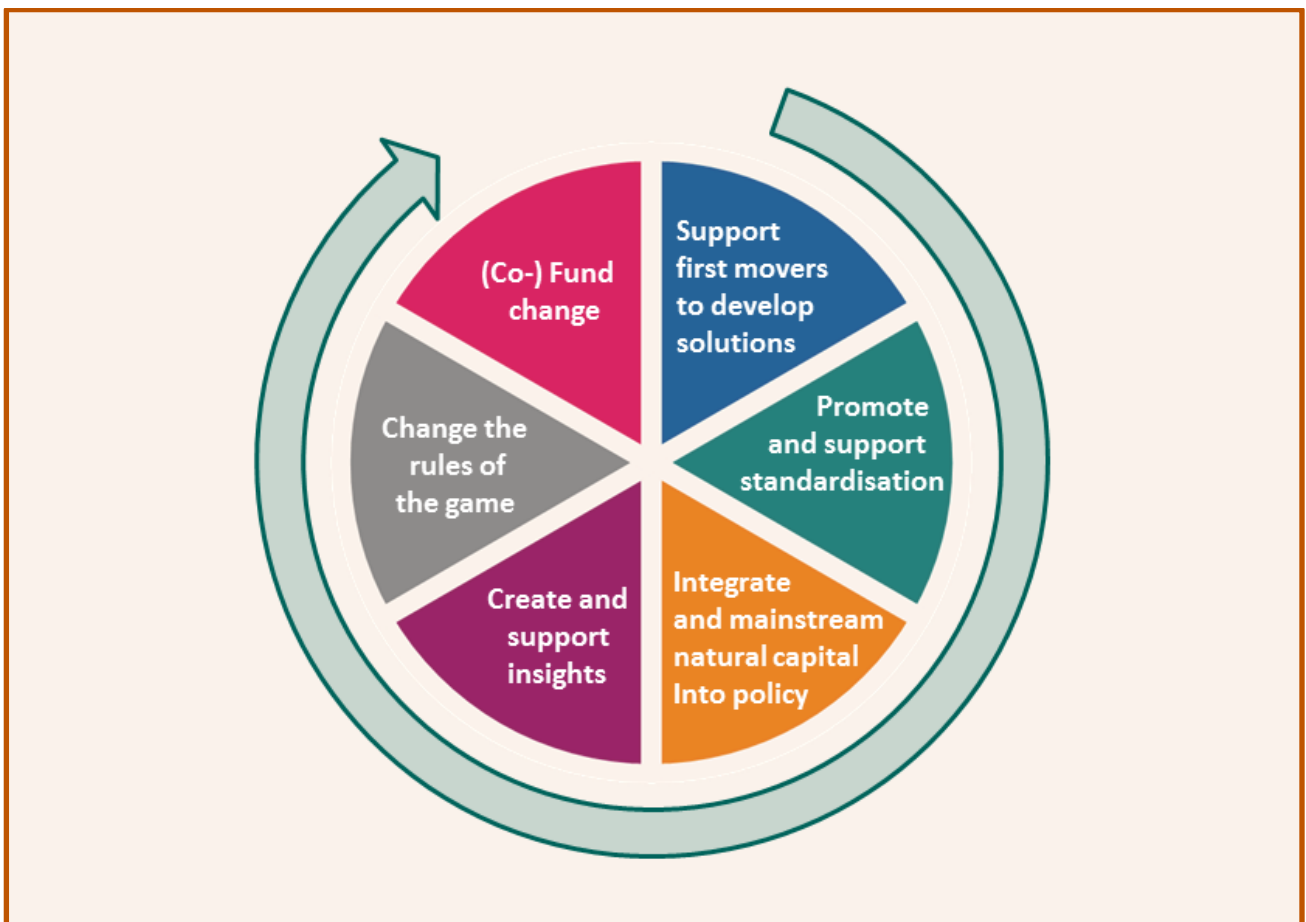 Support
first movers
to develop
solutions
Promote
and support
standardisation
Integrate
and mainstream
natural capital
Into policy
Create and
support
insights
Change the
rules of
the game
(Co-) Fund
change